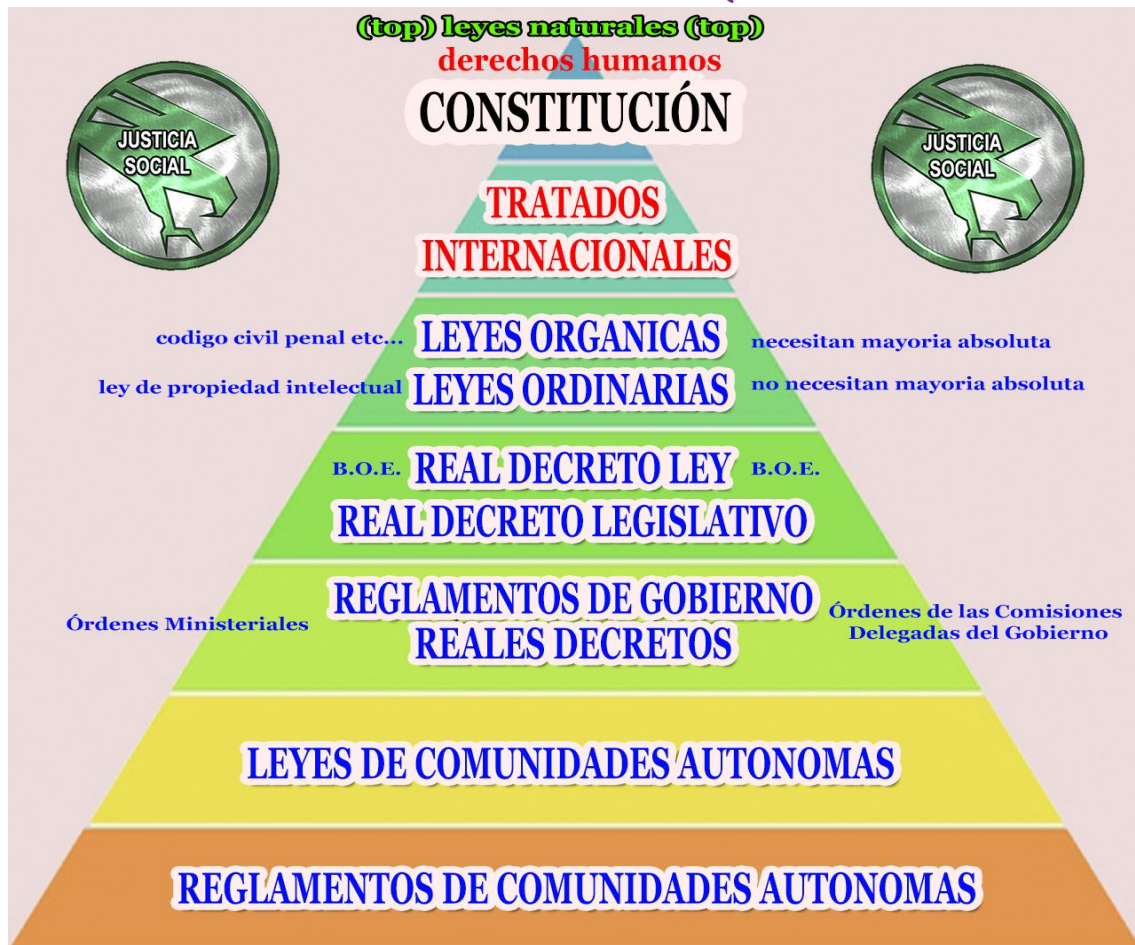 (top) leyes naturales (top)
derechos humanos
CONSTITUCIÓN
JUSTICIA
SOCIAL
JUSTICIA
SOCIAL
TRATADOS
INTERNACIONALES
codigo civil penal etc... LEYES ORGANICAS necesitan mayoria absoluta
ley de propiedad intelectual LEYES ORDINARIAS no necesitan mayoria absoluta
B.O.E. REAL DECRETO LEY B.O.E.
REAL DECRETO LEGISLATIVO
REGLAMENTOS DE GOBIERNO
REALES DECRETOS
Órdenes Ministeriales
Órdenes de las Comisiones
Delegadas del Gobierno
LEYES DE COMUNIDADES AUTONOMAS
REGLAMENTOS DE COMUNIDADES AUTONOMAS